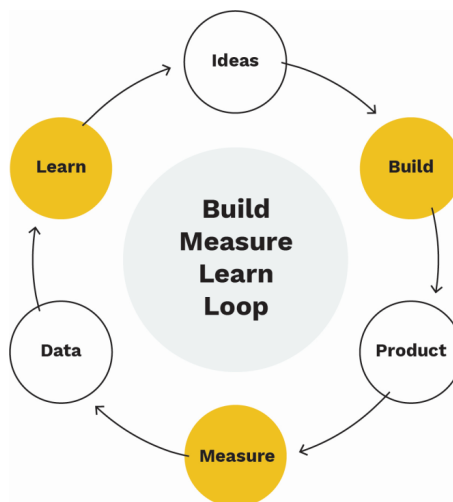 Ideas
Learn
Build
Build
Measure
Learn
Loop
Data
Product
Measure